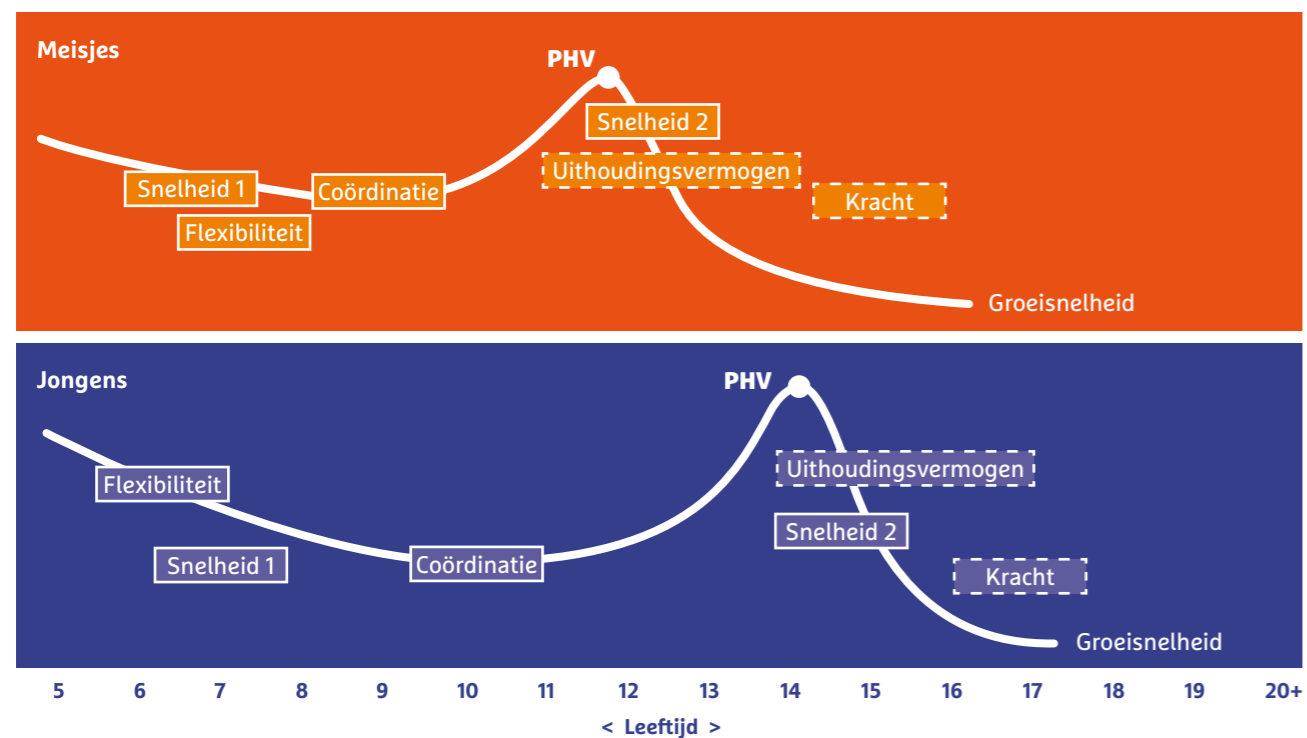 Meisjes
PHV
Snelheid 2
Uithoudingsvermogen
Snelheid 1
Coördinatie
Kracht
Flexibiliteit
Groeisnelheid
Jongens
PHV
Uithoudingsvermogen
Flexibiliteit
Snelheid 2
Snelheid 1
Coördinatie
Kracht
Groeisnelheid
5 6 7 8 9 10 11 12 13 14 15 16 17 18 19 20+
< Leeftijd >